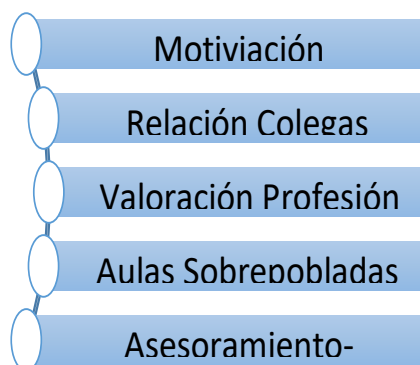 Motiviación
Relación Colegas
Valoración Profesión
Aulas Sobrepobladas
Asesoramiento-